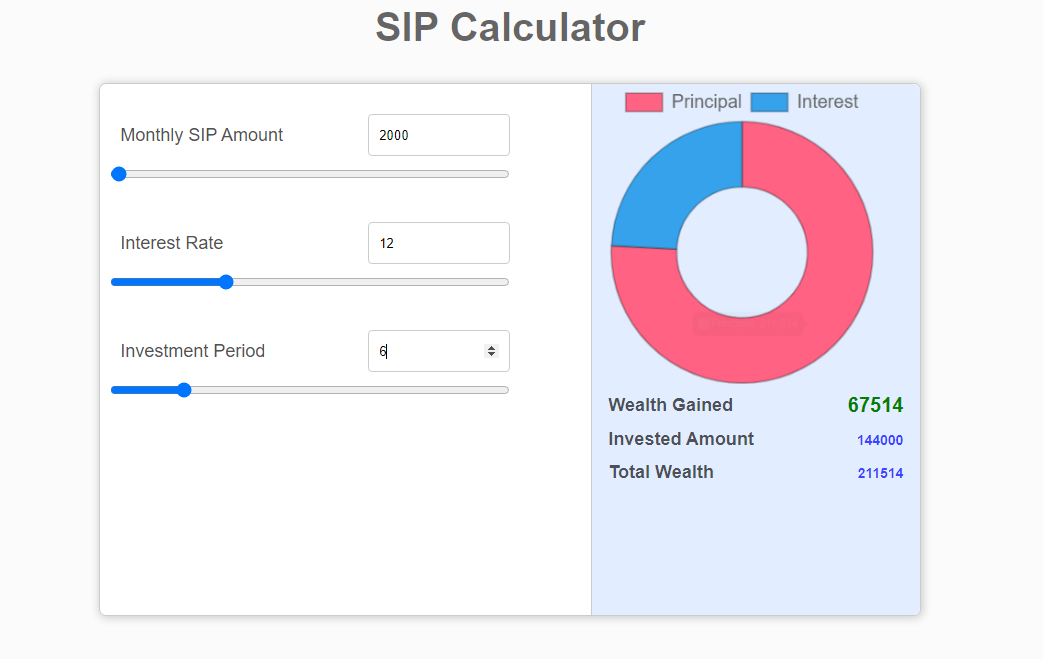 SIP Calculator
Monthly SIP Amount 2000
Interest Rate 12
Investment Period 6
Principal Interest
Wealth Gained 67514
Invested Amount 144000
Total Wealth 211514